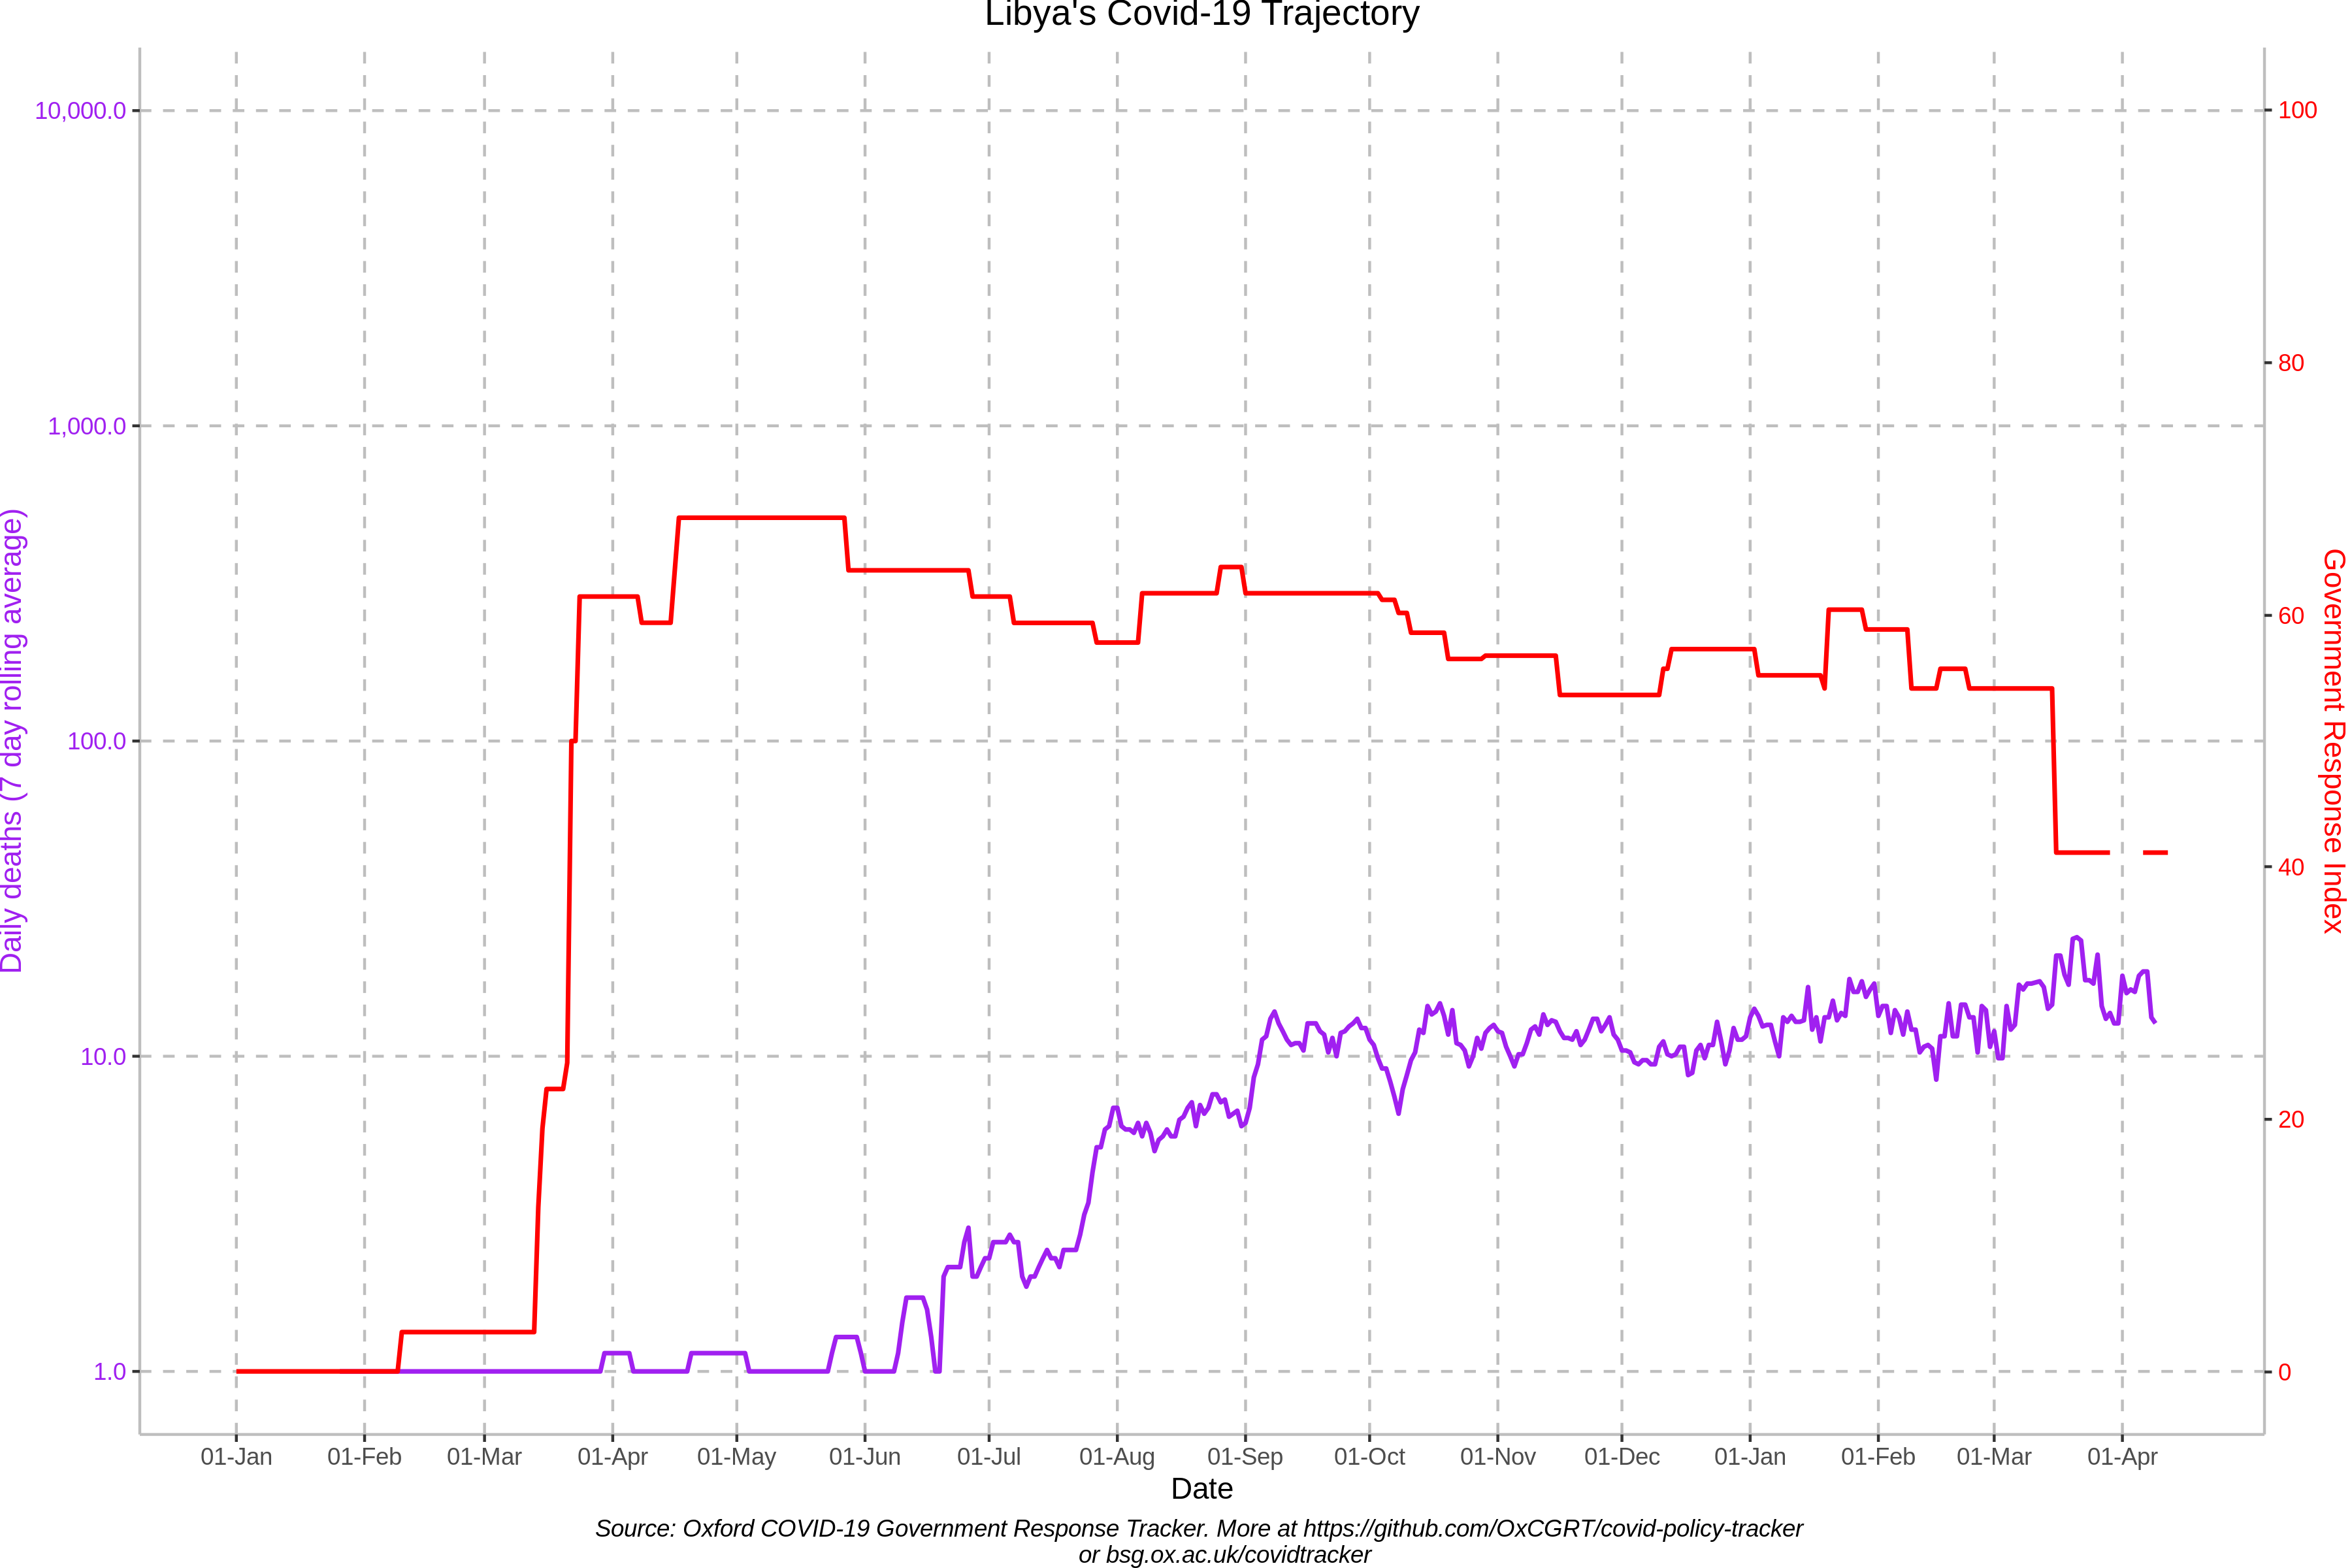 Libya's Covid-19 Trajectory
10,000.0
1,000.0
100.0
10.0
1.0
Daily deaths (7 day rolling average)
100
80
60
40
20
0
Government Response Index
01-Jan 01-Feb 01-Mar 01-Apr 01-May 01-Jun 01-Jul 01-Aug 01-Sep 01-Oct 01-Nov 01-Dec 01-Jan 01-Feb 01-Mar 01-Apr
Date
Source: Oxford COVID-19 Government Response Tracker. More at https://github.com/OxCGRT/covid-policy-tracker
or bsg.ox.ac.uk/covidtracker